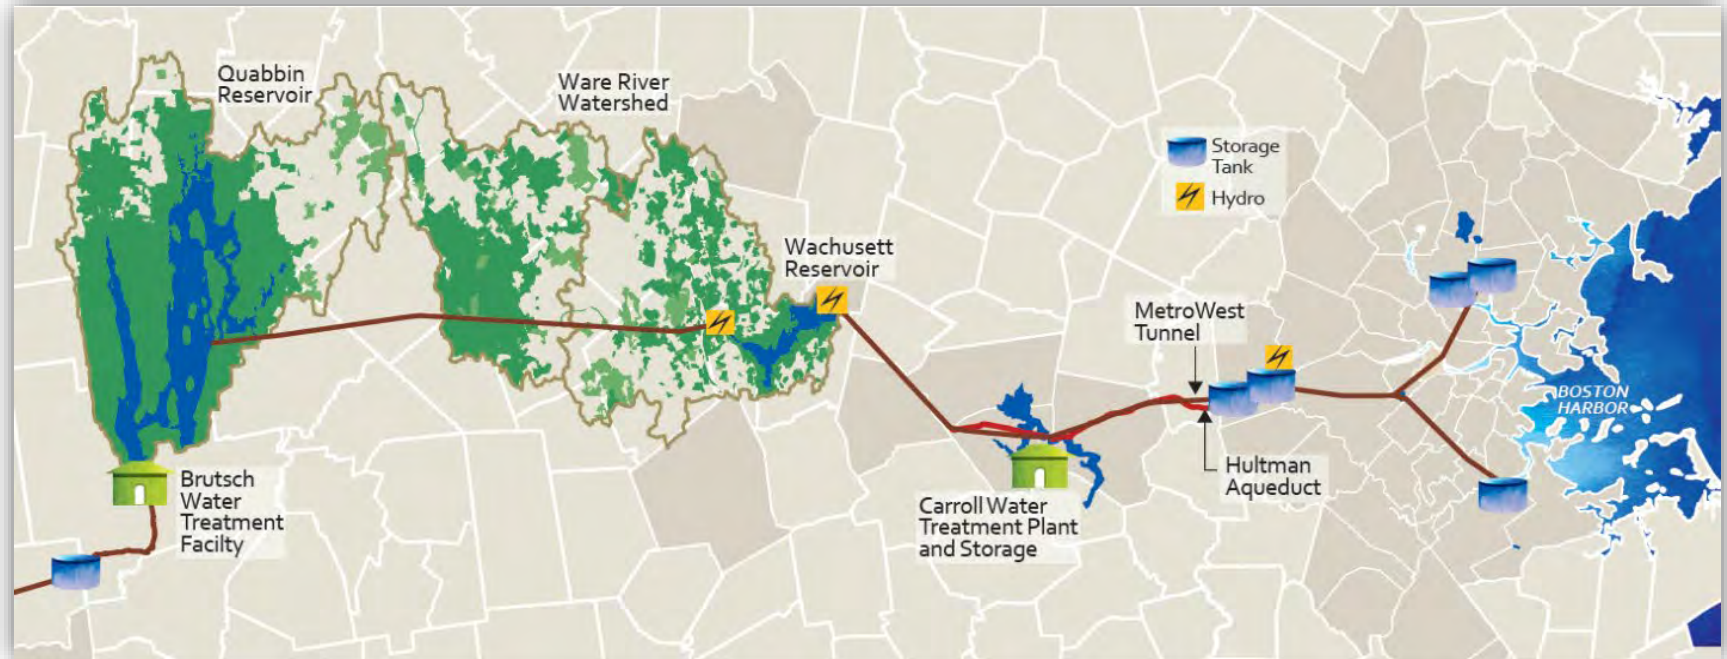 Quabbin
Reservoir
Ware River
Watershed
Storage
Tank
Hydro
Wachusett
Reservoir
MetroWest
Tunnel
BOSTON
HARBOR
Brutsch
Water
Treatment
Facilty
Hultman
Aqueduct
Carroll Water
Treatment Plant
and Storage